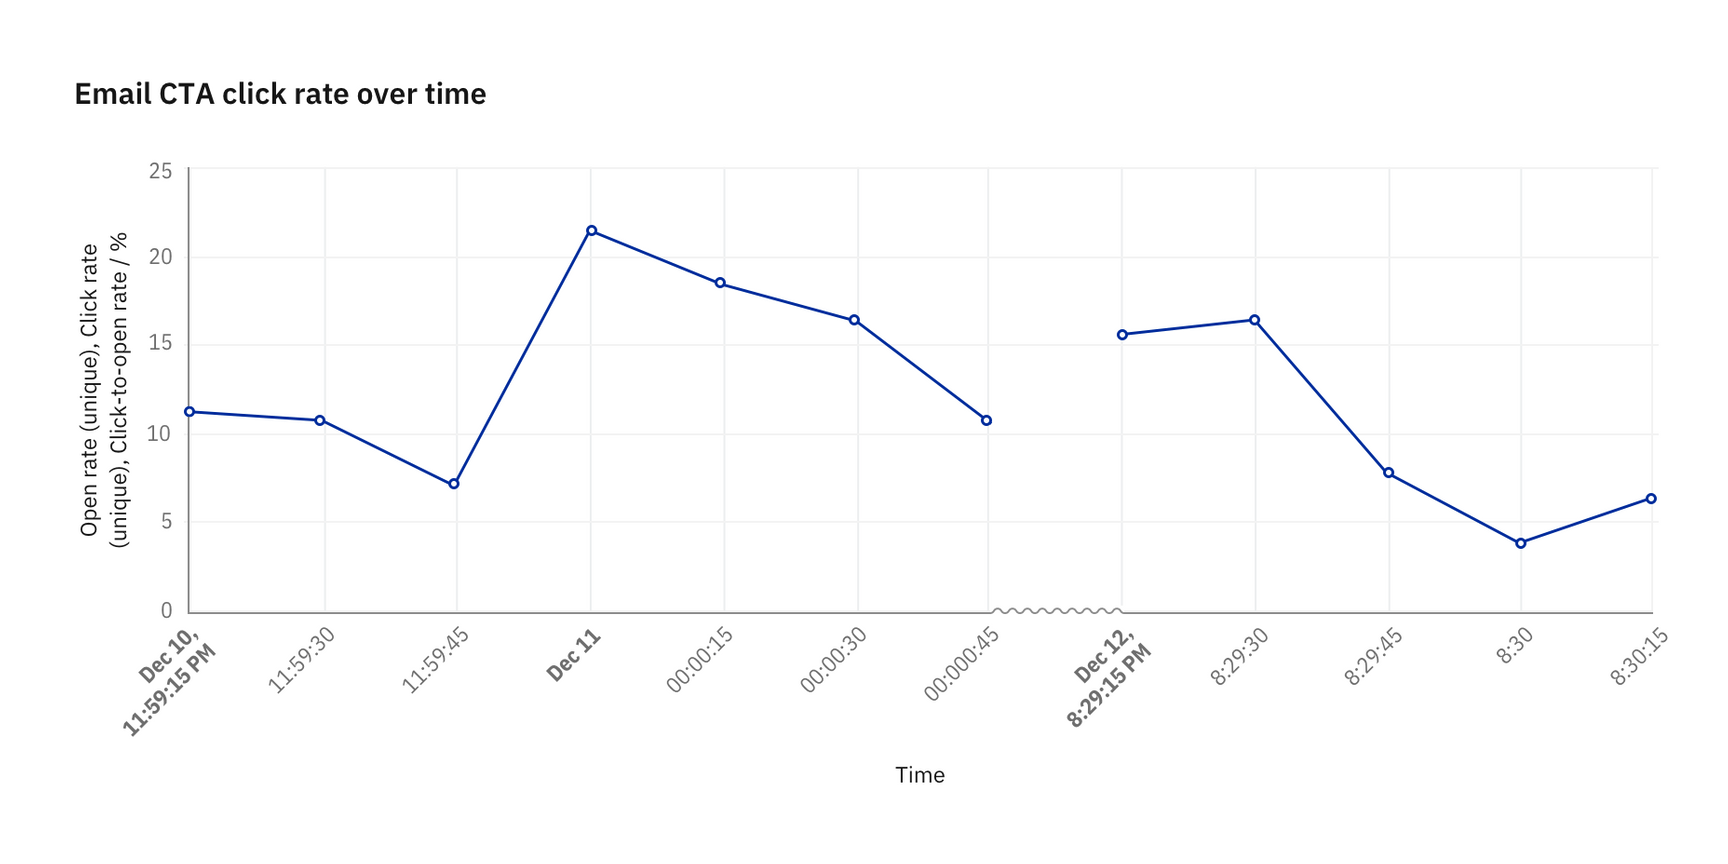 Email CTA click rate over time
Open rate (unique), Click rate
(unique), Click-to-open rate / %
25
20
15
10
5
0
Dec 10,
11:59:15 PM
11:59:30
11:59:45
Dec 11
00:00:15
00:00:30
00:000:45
Dec 12,
8:29:15 PM
8:29:30
8:29:45
8:30
8:30:15
Time